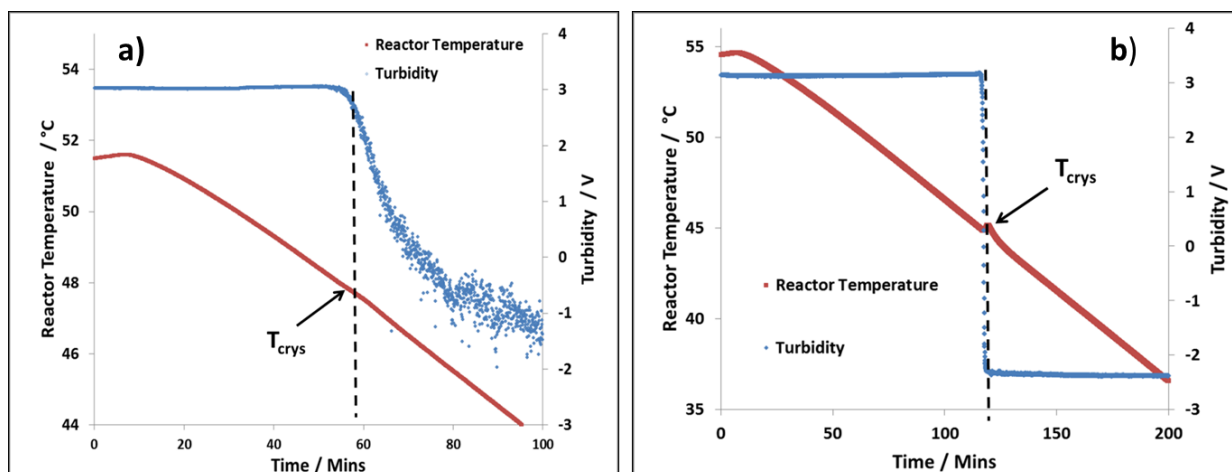 a)
Reactor Temperature
Turbidity
Reactor Temperature / °C
54
52
50
48
46
44
4
3
2
1
0
-1
-2
-3
Turbidity / V
Tcrys
0
20
40
60
80
100
Time / Mins
b)
Reactor Temperature / °C
55
50
45
40
35
4
3
2
1
0
-1
-2
-3
Turbidity / V
Tcrys
Reactor Temperature
Turbidity
0
50
100
150
200
Time / Mins